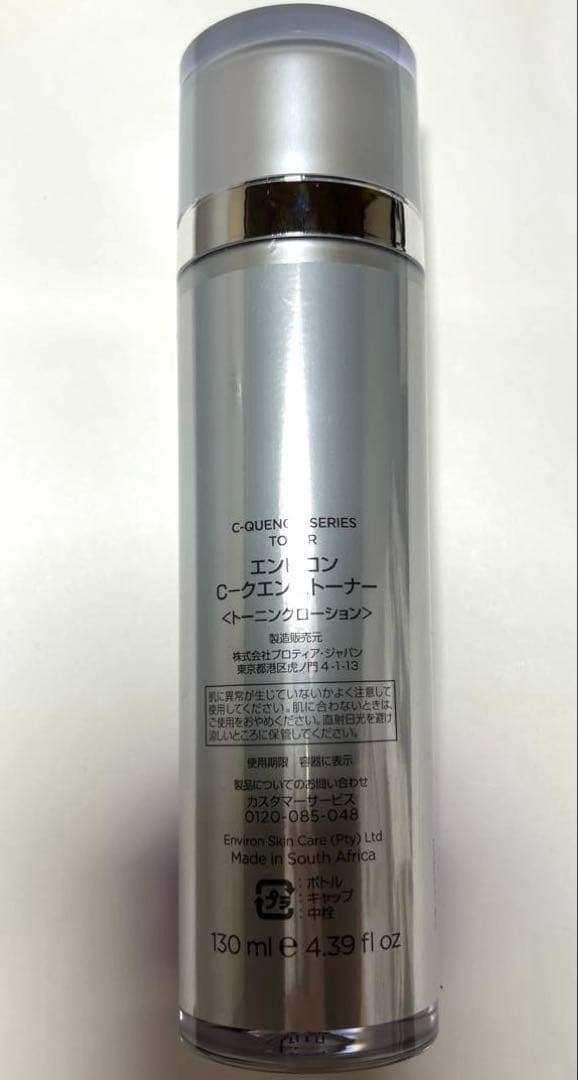 C-QUENC SERIES
TO R
エン コン
C-クエン トーナー
<トーニングローション>
製造販売元
株式会社プロティア・ジャパン
東京都港区虎ノ門 4-1-13
肌に異常が生じていないかよく注意して
使用してください。肌に合わないときは、
ご使用をおやめください。直射日光を避け
涼しいところに保管してください。
使用期限 容器に表示
製品についてのお問い合わせ
カスタマーサービス
0120-085-048
Environ Skin Care (Pty) Ltd
Made in South Africa
プラ
: ボトル
: キャップ
: 中栓
130 ml e 4.39 fl oz